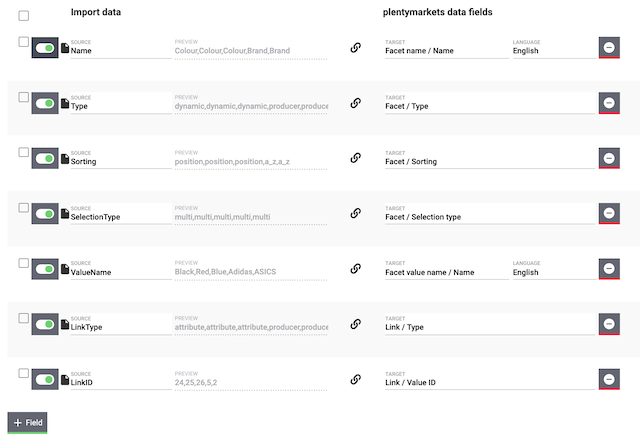 Import data plentymarkets data fields
SOURCE PREVIEW TARGET LANGUAGE
Name Colour,Colour,Colour,Brand,Brand Facet name / Name English
SOURCE PREVIEW TARGET
Type dynamic,dynamic,dynamic,producer,produce Facet / Type
SOURCE PREVIEW TARGET
Sorting position,position,position,a_z,a_z Facet / Sorting
SOURCE PREVIEW TARGET
SelectionType multi,multi,multi,multi,multi Facet / Selection type
SOURCE PREVIEW TARGET LANGUAGE
ValueName Black,Red,Blue,Adidas,ASICS Facet value name / Name English
SOURCE PREVIEW TARGET
LinkType attribute,attribute,attribute,producer,produce Link / Type
SOURCE PREVIEW TARGET
LinkID 24,25,26,5,2 Link / Value ID
+ Field